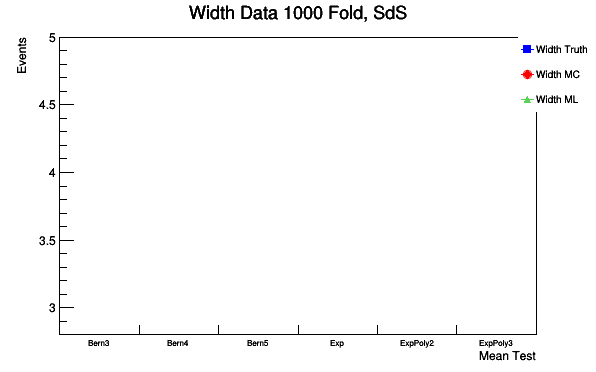 Width Data 1000 Fold, SdS
Events
5
4.5
4
3.5
3
Width Truth
Width MC
Width ML
Bern3 Bern4 Bern5 Exp ExpPoly2 ExpPoly3
Mean Test